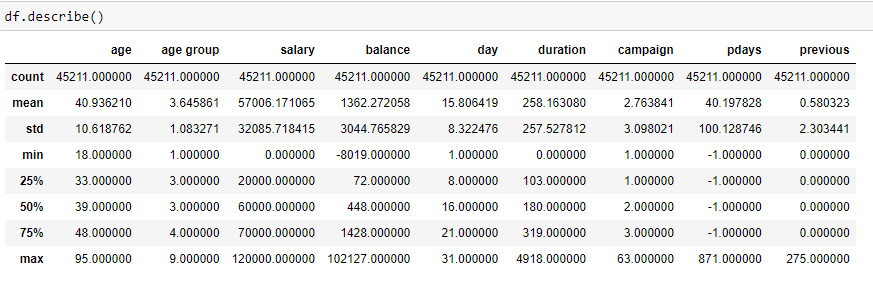 df.describe()
age age group salary balance day duration campaign pdays previous
count 45211.000000 45211.000000 45211.000000 45211.000000 45211.000000 45211.000000 45211.000000 45211.000000 45211.000000
mean 40.936210 3.645861 57006.171065 1362.272058 15.806419 258.163080 2.763841 40.197828 0.580323
std 10.618762 1.083271 32085.718415 3044.765829 8.322476 257.527812 3.098021 100.128746 2.303441
min 18.000000 1.000000 0.000000 -8019.000000 1.000000 0.000000 1.000000 -1.000000 0.000000
25% 33.000000 3.000000 20000.000000 72.000000 8.000000 103.000000 1.000000 -1.000000 0.000000
50% 39.000000 3.000000 60000.000000 448.000000 16.000000 180.000000 2.000000 -1.000000 0.000000
75% 48.000000 4.000000 70000.000000 1428.000000 21.000000 319.000000 3.000000 -1.000000 0.000000
max 95.000000 9.000000 120000.000000 102127.000000 31.000000 4918.000000 63.000000 871.000000 275.000000